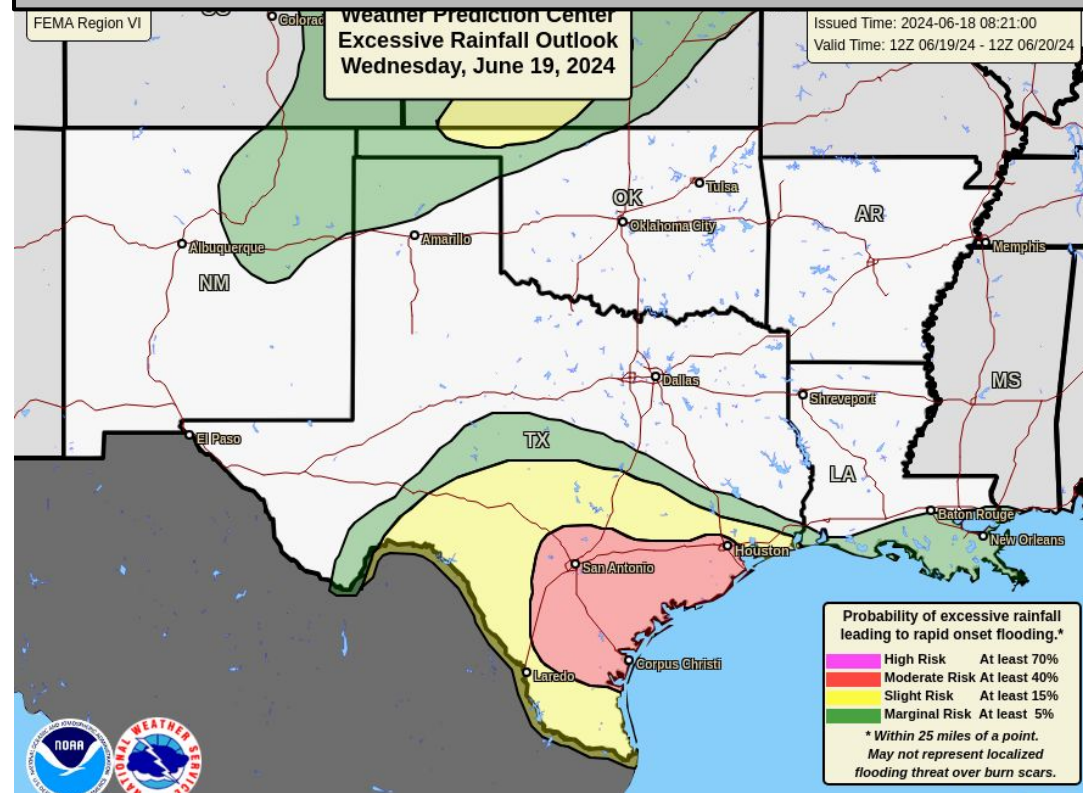 FEMA Region VI
Weather Prediction Center
Excessive Rainfall Outlook
Wednesday, June 19, 2024
Issued Time: 2024-06-18 08:21:00
Valid Time: 12Z 06/19/24 - 12Z 06/20/24
Colorad
Tulsa
OK
Oklahoma City
AR
Albuquerque
Amarillo
Memphis
NM
MS
Dallas
Shreveport
El Paso
TX
LA
Baton Rouge
New Orleans
Houston
San Antonio
Corpus Christi
Laredo
Probability of excessive rainfall
leading to rapid onset flooding.*
High Risk At least 70%
Moderate Risk At least 40%
Slight Risk At least 15%
Marginal Risk At least 5%
* Within 25 miles of a point.
May not represent localized
flooding threat over burn scars.
NOAA
NATIONAL WEATHER SERVICE